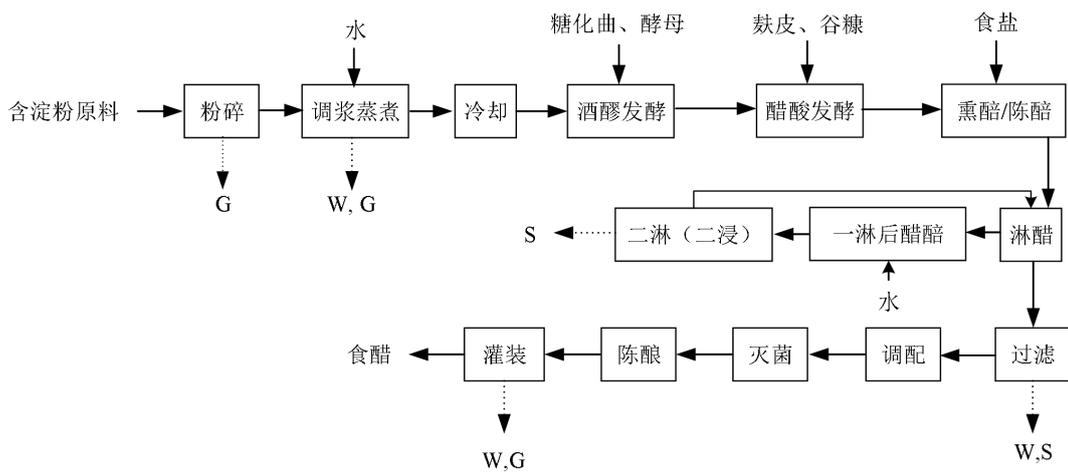 水
糖化曲、酵母
麸皮、谷糠
食盐
含淀粉原料
粉碎
调浆蒸煮
冷却
酒醪发酵
醋酸发酵
熏醅/陈醅
G
W, G
S
二淋（二浸）
一淋后醋醅
淋醋
水
食醋
灌装
陈酿
灭菌
调配
过滤
W,G
W,S